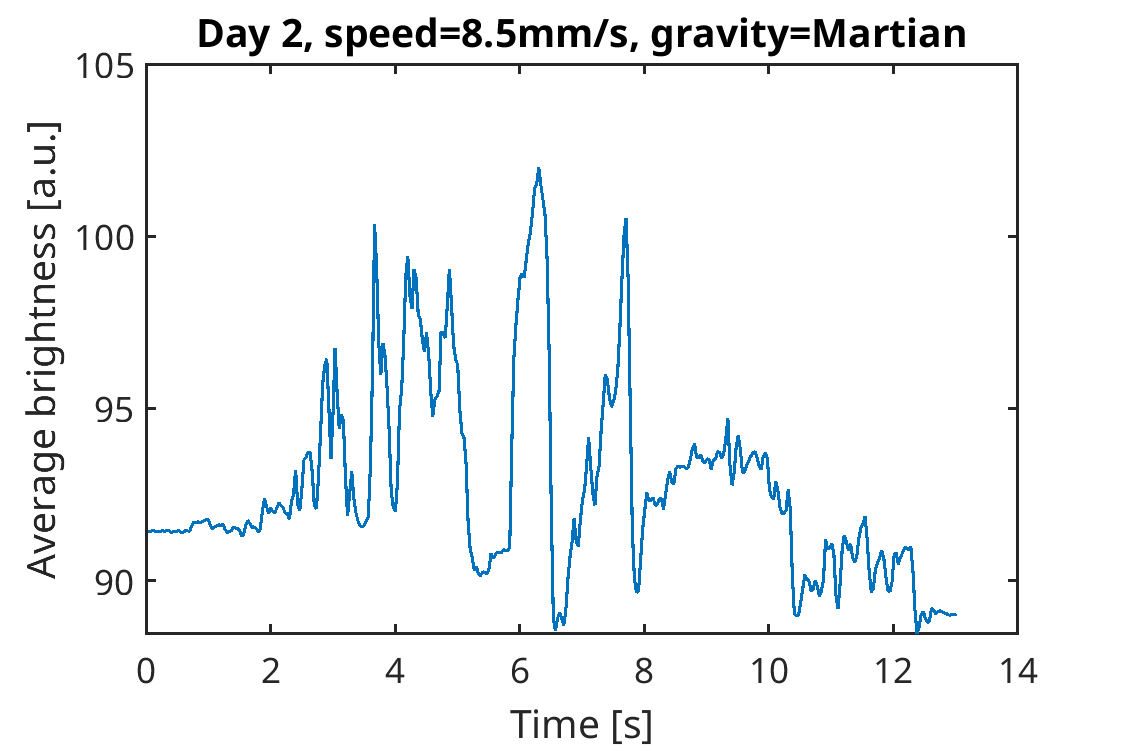 Day 2, speed=8.5mm/s, gravity=Martian
105
100
95
90
Average brightness [a.u.]
0 2 4 6 8 10 12 14
Time [s]